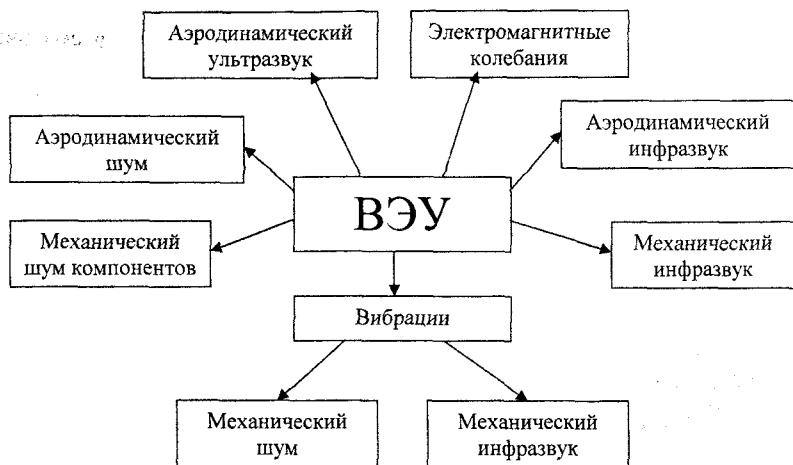 Аэродинамический
ультразвук
Электромагнитные
колебания
Аэродинамический
шум
Аэродинамический
инфразвук
ВЭУ
Механический
шум компонентов
Механический
инфразвук
Вибрации
Механический
шум
Механический
инфразвук